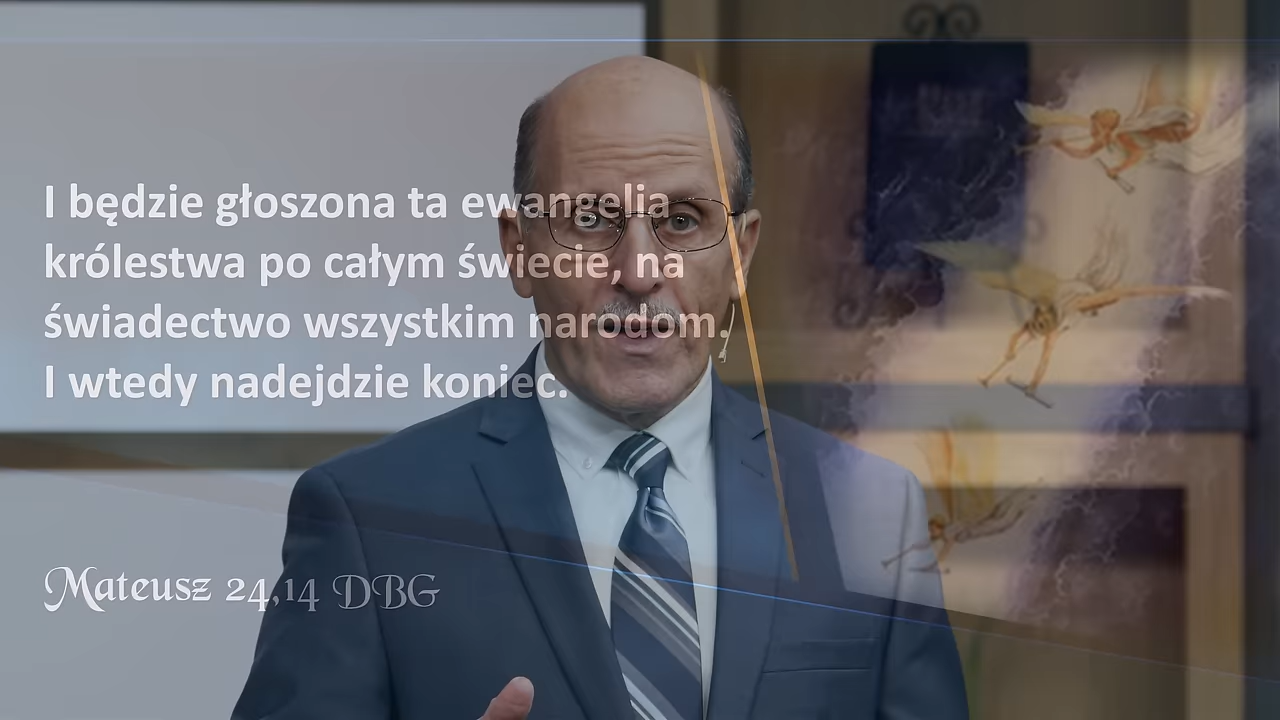 I będzie głoszona ta ewangelia
królestwa po całym świecie, na
świadectwo wszystkim narodom.
I wtedy nadejdzie koniec.
Mateusz 24,14 DBG